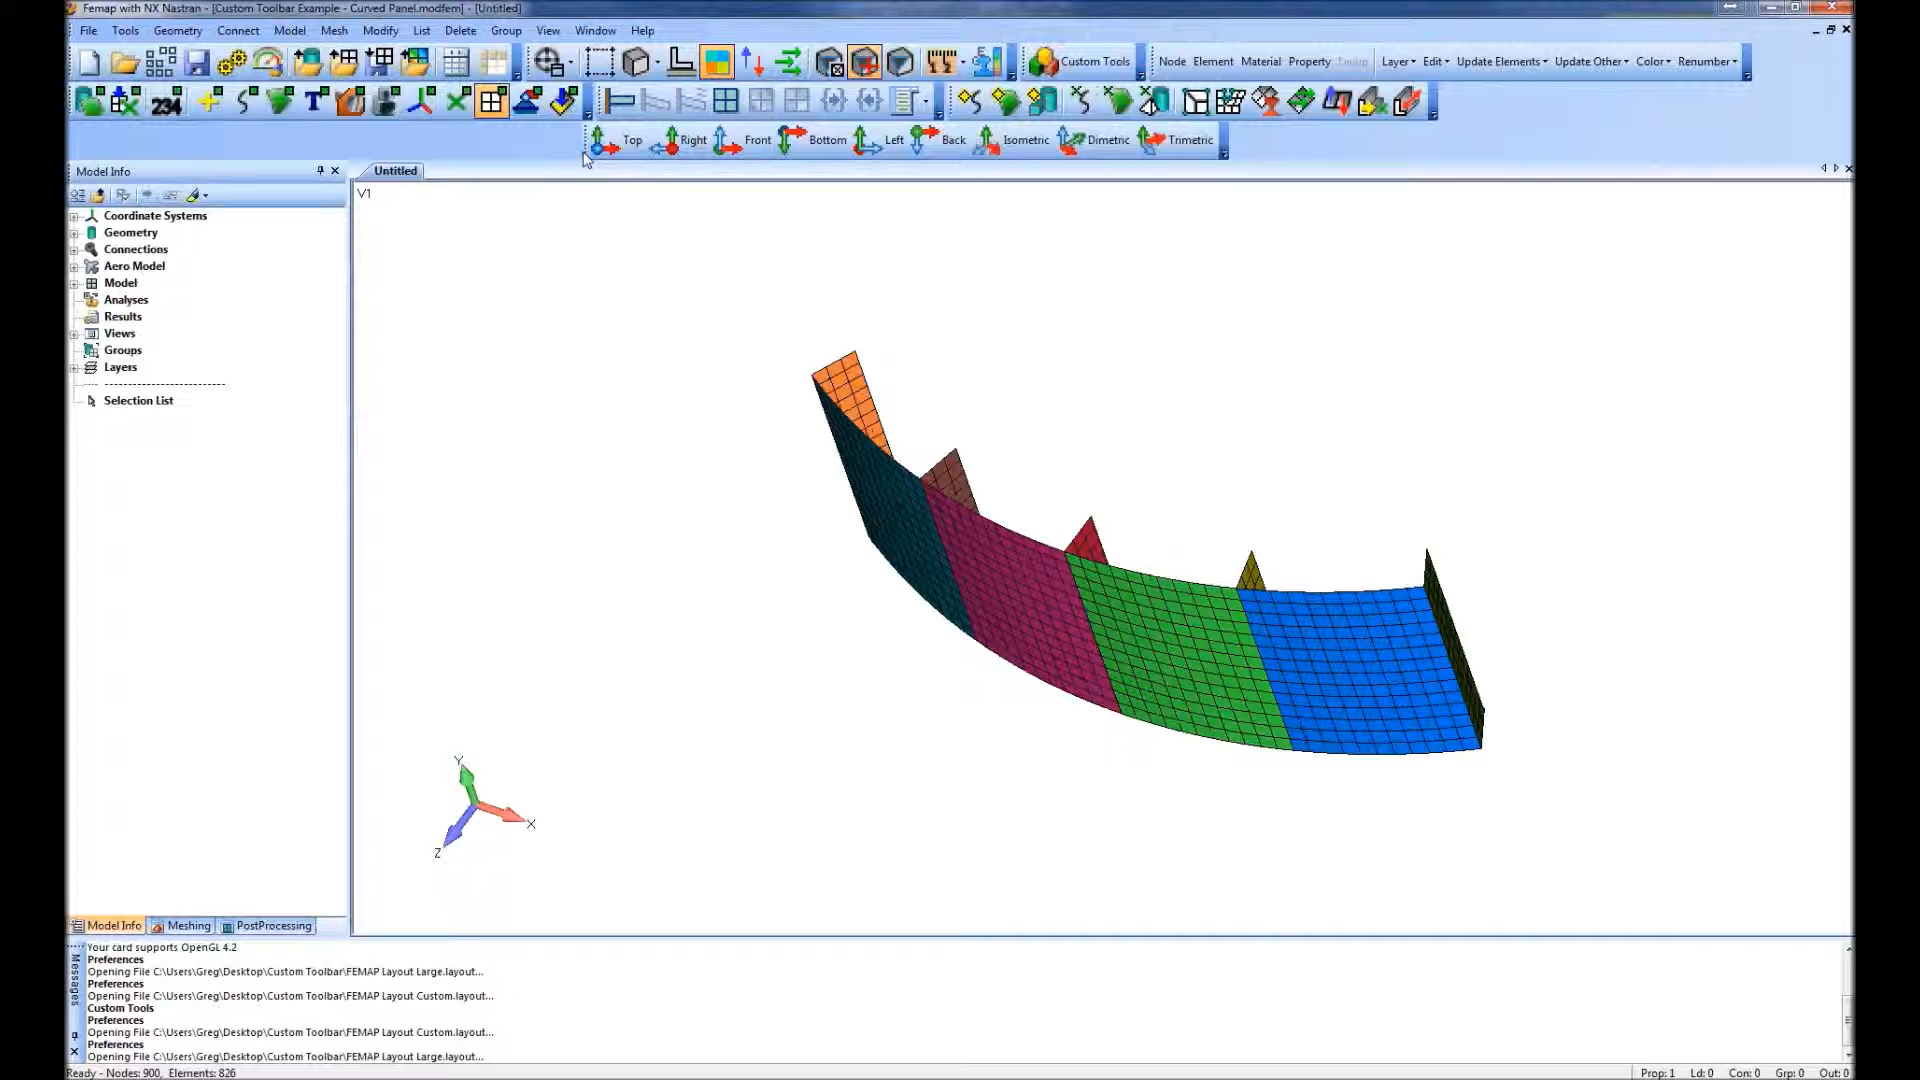 Femap with NX Nastran - [Custom Toolbar Example - Curved Panel.modfem] - [Untitled]
File Tools Geometry Connect Model Mesh Modify List Delete Group Window View Help
Custom Tools Node Element Material Property Group Layer Edit Update Elements Update Other Color Renumber
234 T
Top Right Front Bottom Left Back Isometric Dimetric Trimetric
Model Info
Untitled
V1
Coordinate Systems
Geometry
Connections
Aero Model
Model
Analyses
Results
Views
Groups
Layers
Selection List
Y
X
Z
Model Info Meshing PostProcessing
Messages
Your card supports OpenGL 4.2
Preferences
Opening File C:\Users\Greg\Desktop\Custom Toolbar\FEMAP Layout Large.layout...
Preferences
Opening File C:\Users\Greg\Desktop\Custom Toolbar\FEMAP Layout Custom.layout...
Custom Tools
Preferences
Opening File C:\Users\Greg\Desktop\Custom Toolbar\FEMAP Layout Custom.layout...
Preferences
Opening File C:\Users\Greg\Desktop\Custom Toolbar\FEMAP Layout Large.layout...
Ready - Nodes: 900, Elements: 826 Prop: 1 Ld: 0 Con: 0 Grp: 0 Out: 0